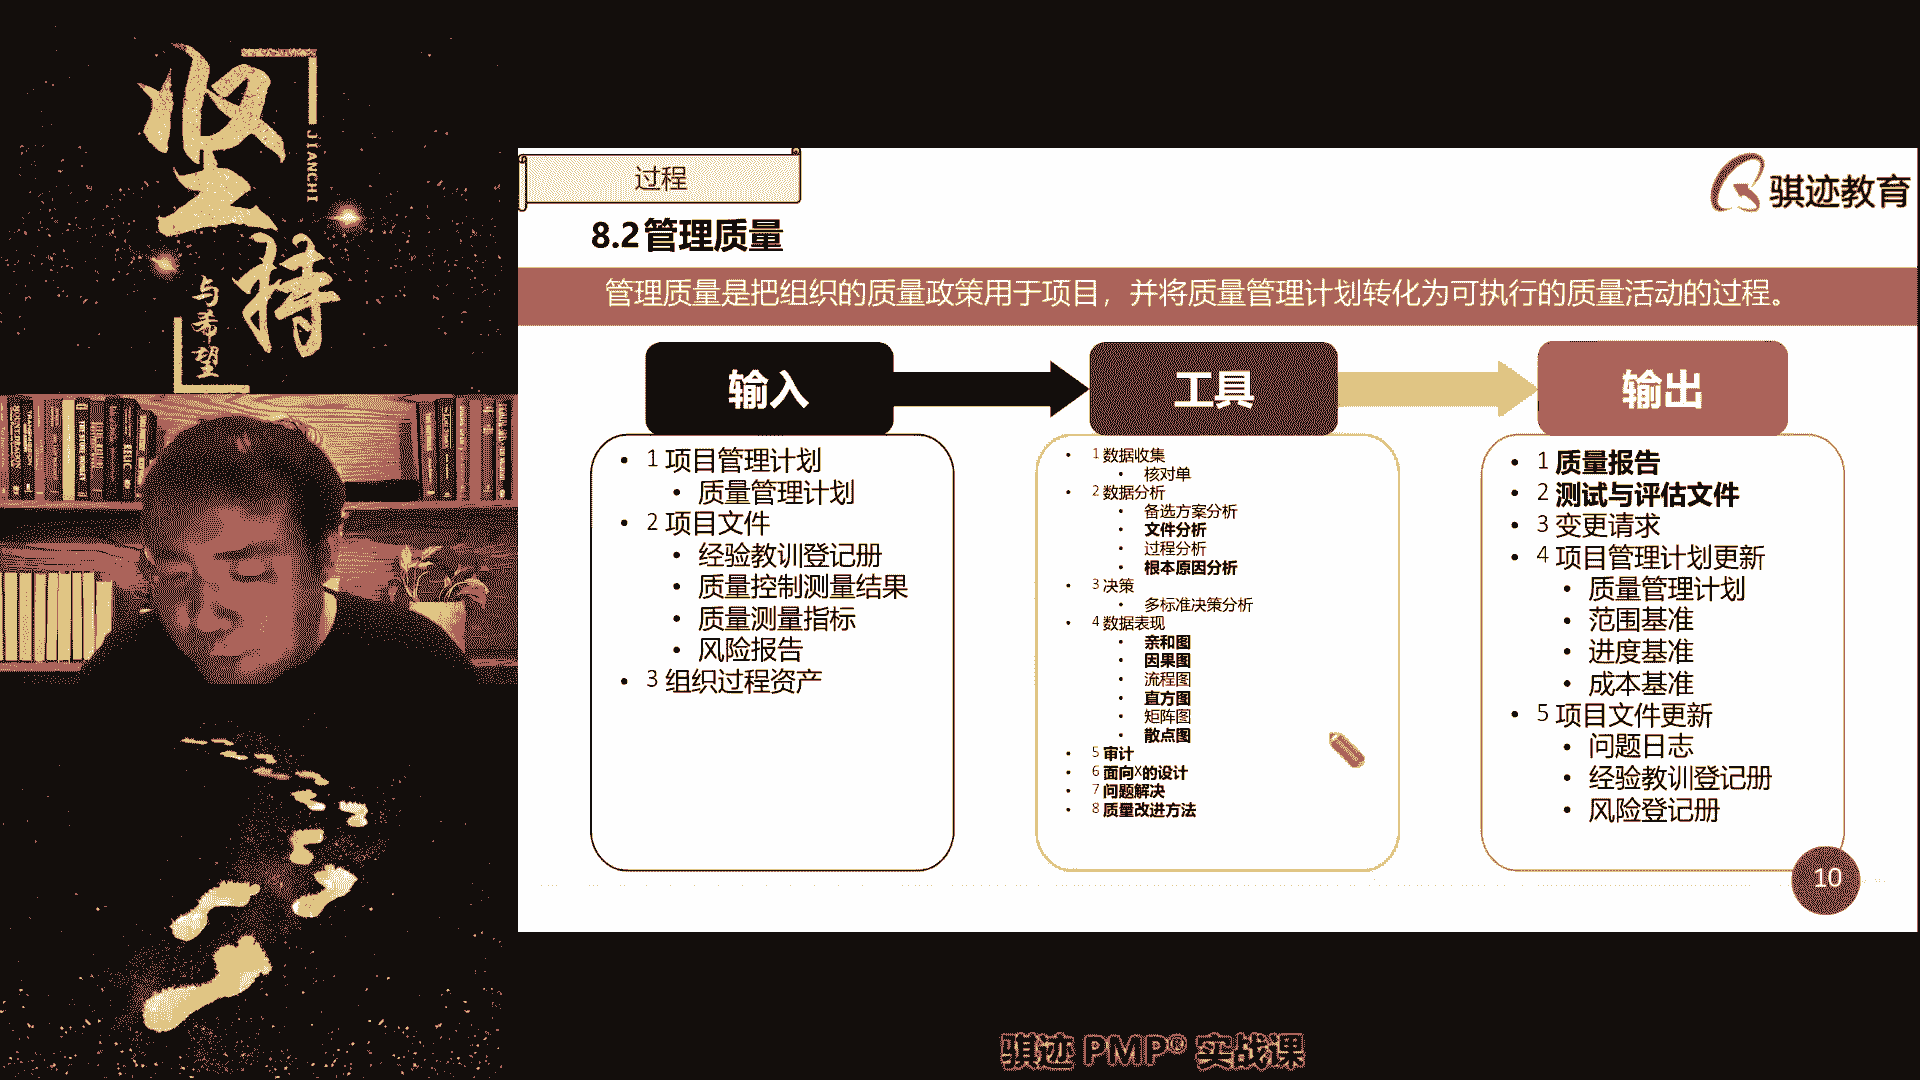 坚持
JIANCHI
与希望
过程
骐迹教育
8.2管理质量
管理质量是把组织的质量政策用于项目，并将质量管理计划转化为可执行的质量活动的过程。
输入
• 1 项目管理计划
• 质量管理计划
• 2 项目文件
• 经验教训登记册
• 质量控制测量结果
• 质量测量指标
• 风险报告
• 3 组织过程资产
工具
• 1 数据收集
• 核对单
• 2 数据分析
• 备选方案分析
• 文件分析
• 过程分析
• 根本原因分析
• 3 决策
• 多标准决策分析
• 4 数据表现
• 亲和图
• 因果图
• 流程图
• 直方图
• 矩阵图
• 散点图
• 5 审计
• 6 面向X的设计
• 7 问题解决
• 8 质量改进方法
输出
• 1 质量报告
• 2 测试与评估文件
• 3 变更请求
• 4 项目管理计划更新
• 质量管理计划
• 范围基准
• 进度基准
• 成本基准
• 5 项目文件更新
• 问题日志
• 经验教训登记册
• 风险登记册
10
骐迹 PMP® 实战课